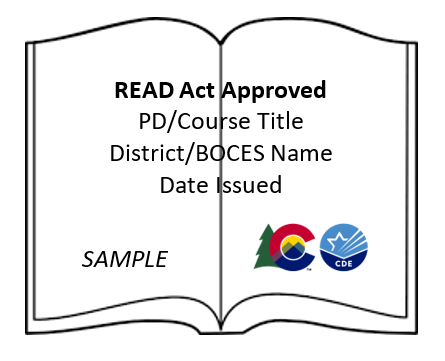 READ Act Approved
PD/Course Title
District/BOCES Name
Date Issued
SAMPLE
CDE